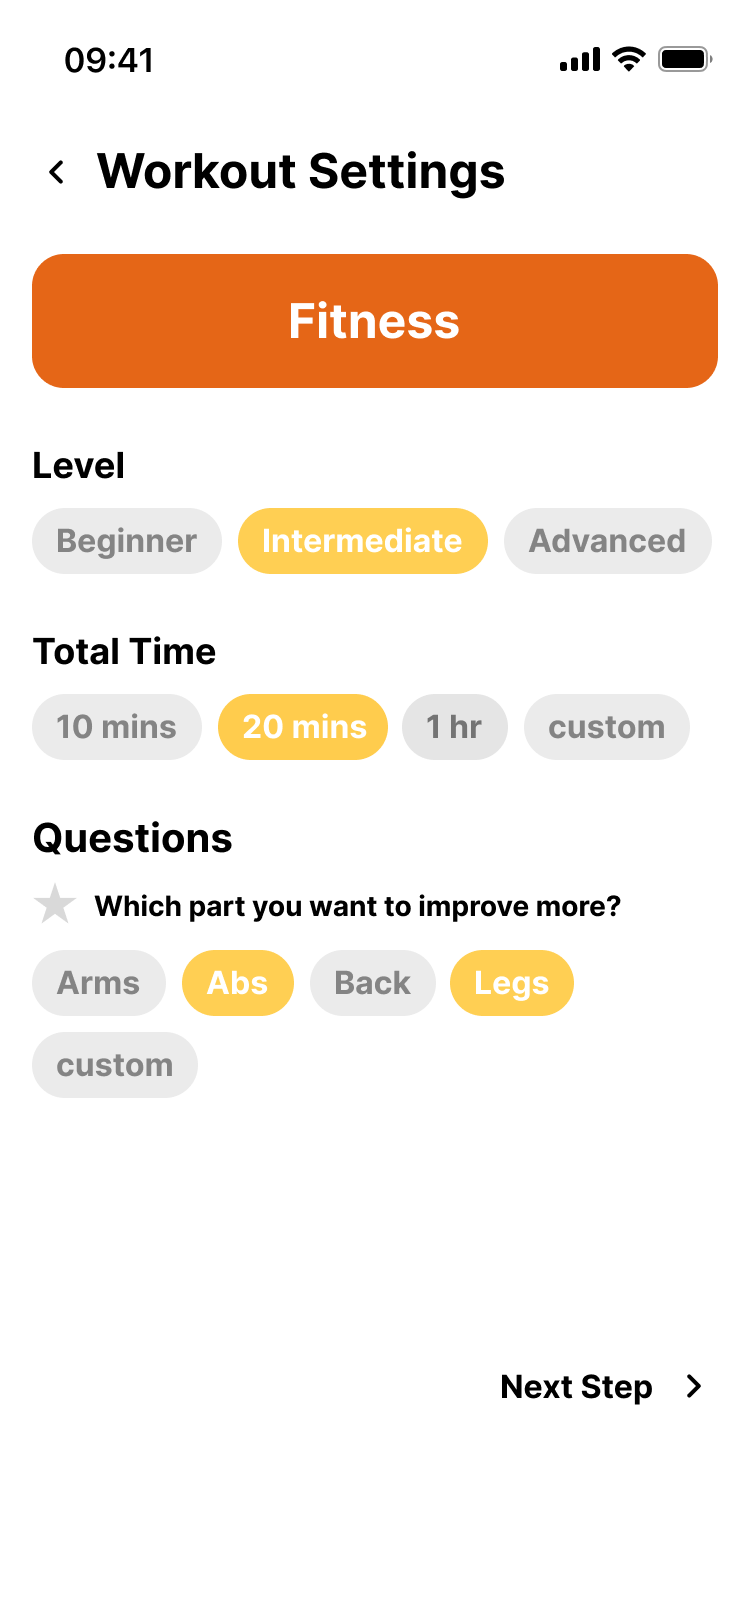 09:41
Workout Settings
Fitness
Level
Beginner Intermediate Advanced
Total Time
10 mins 20 mins 1 hr custom
Questions
Which part you want to improve more?
Arms Abs Back Legs
custom
Next Step